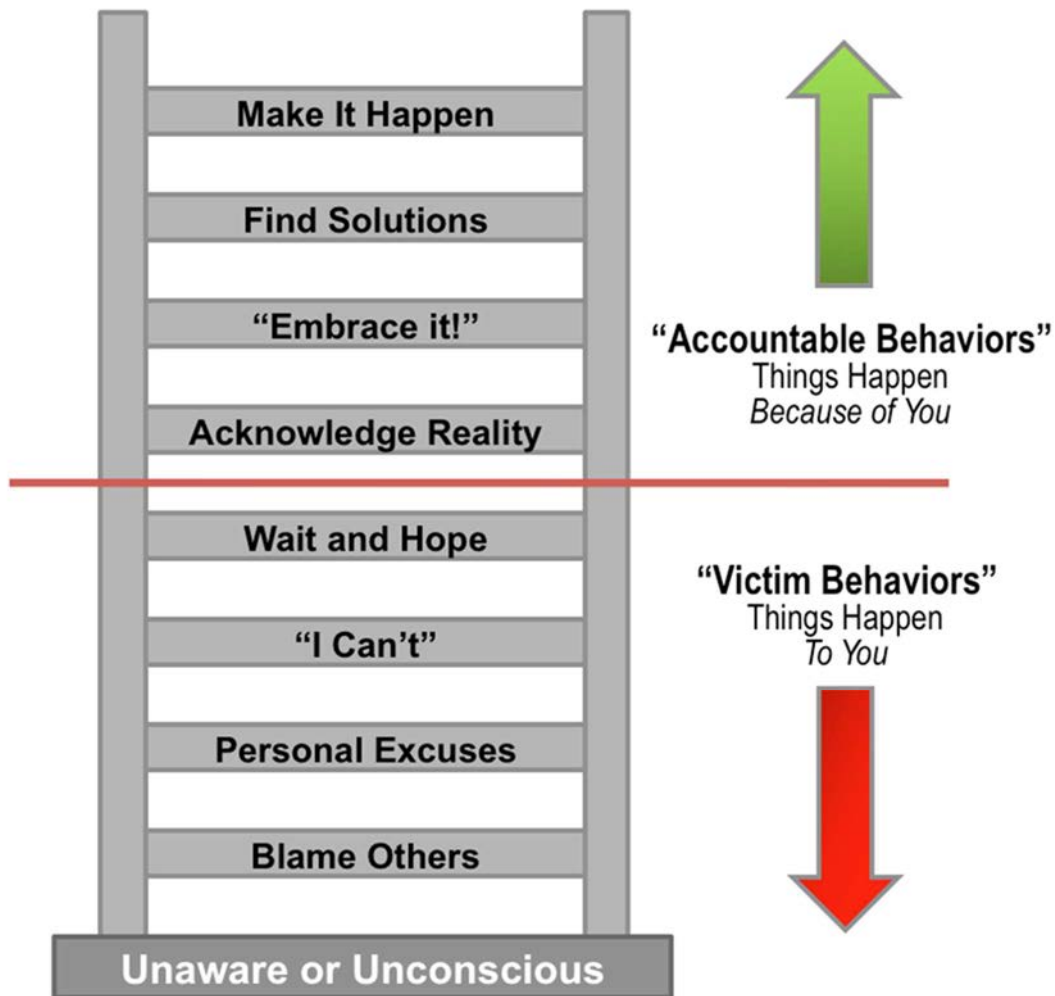 Make It Happen
Find Solutions
“Embrace it!”
Acknowledge Reality
“Accountable Behaviors”
Things Happen
Because of You
Wait and Hope
“I Can’t”
Personal Excuses
Blame Others
“Victim Behaviors”
Things Happen
To You
Unaware or Unconscious